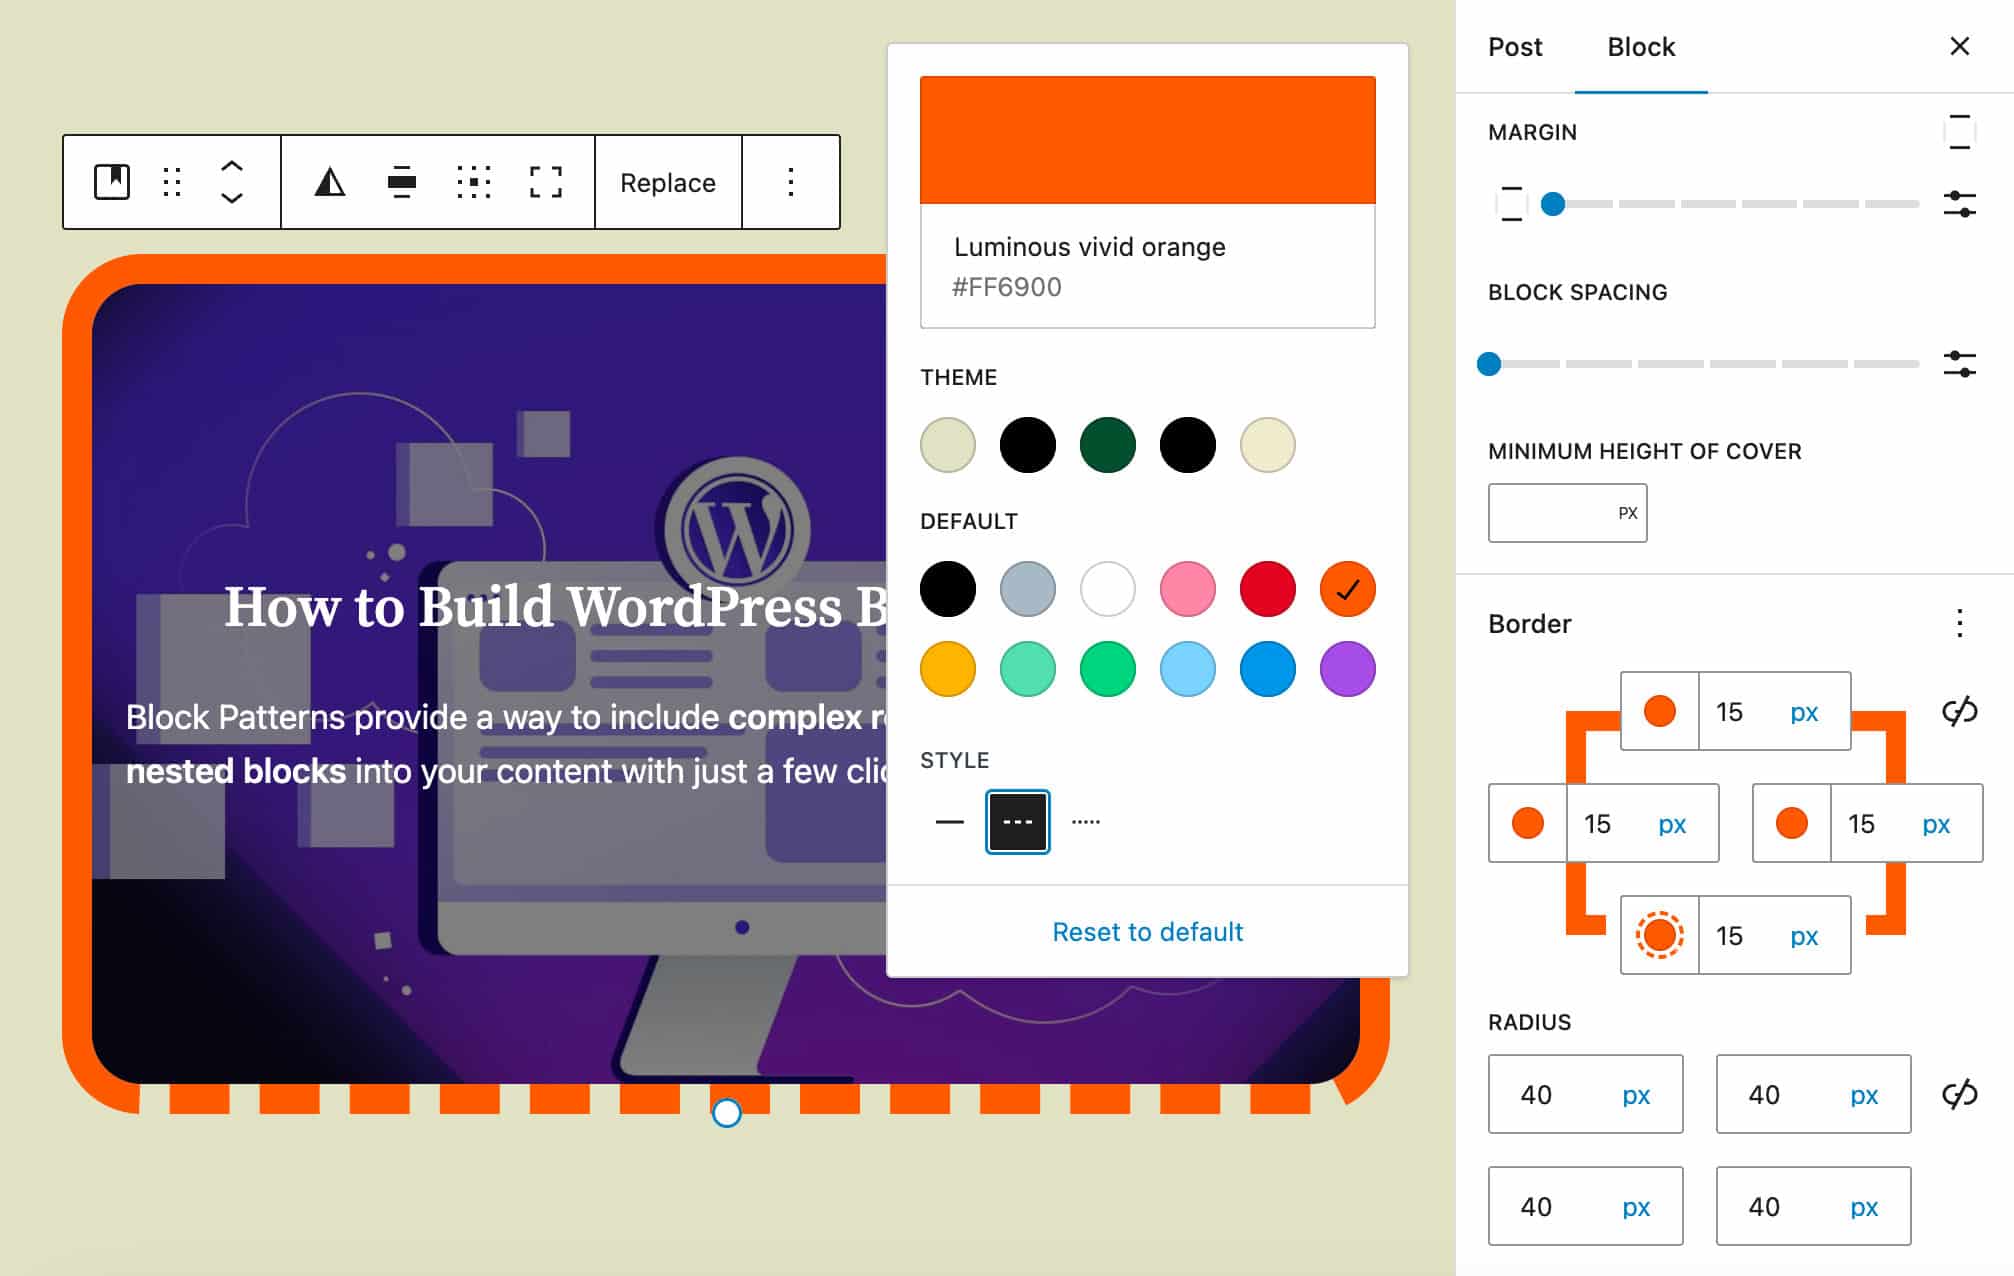 Replace
How to Build WordPress B
Block Patterns provide a way to include complex
nested blocks into your content with just a few
Luminous vivid orange
#FF6900
THEME
DEFAULT
STYLE
Reset to default
Post Block
MARGIN
BLOCK SPACING
MINIMUM HEIGHT OF COVER
PX
Border
15 px
15 px 15 px
15 px
RADIUS
40 px 40 px
40 px 40 px